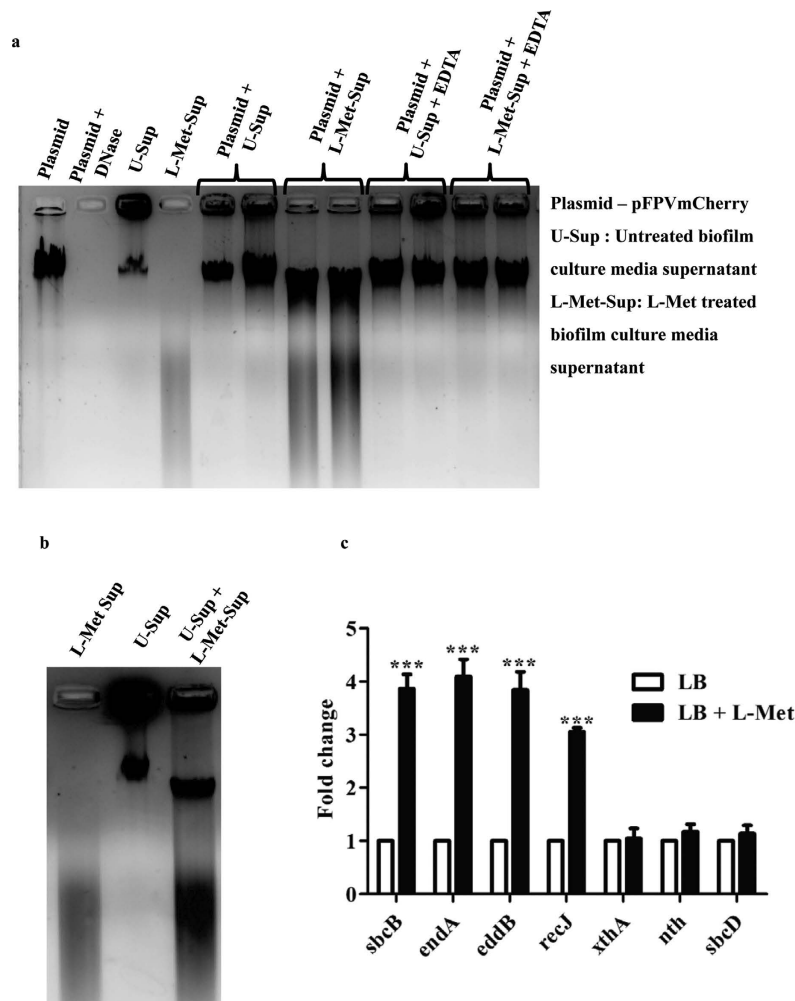 a
Plasmid
Plasmid +
DNase
U-Sup
L-Met-Sup
Plasmid +
U-Sup
Plasmid +
L-Met-Sup
Plasmid +
U-Sup + EDTA
Plasmid +
L-Met-Sup + EDTA
Plasmid – pFPVmCherry
U-Sup : Untreated biofilm
culture media supernatant
L-Met-Sup: L-Met treated
biofilm culture media
supernatant
b
L-Met Sup
U-Sup
U-Sup +
L-Met-Sup
c
Fold change
5
4
3
2
1
0
***
***
***
***
LB
LB + L-Met
sbcB
endA
eddB
recJ
xthA
nth
sbcD